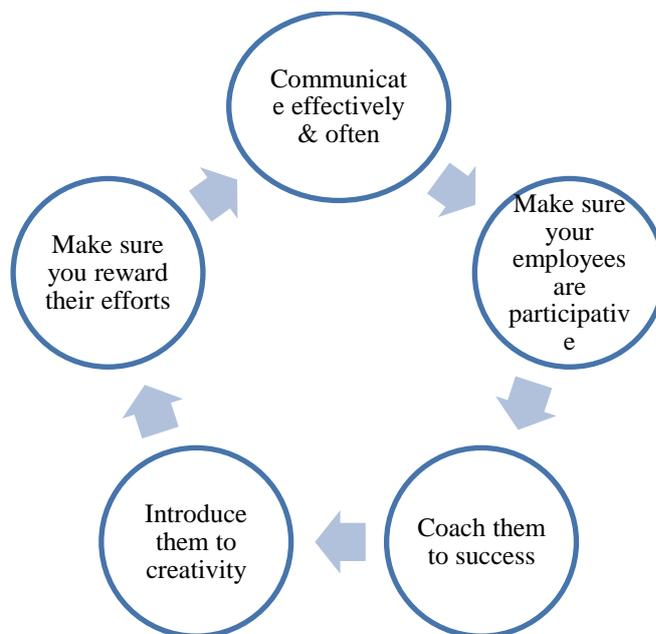 Communicat
e effectively
& often
Make sure
your
employees
are
participativ
e
Coach them
to success
Introduce
them to
creativity
Make sure
you reward
their efforts